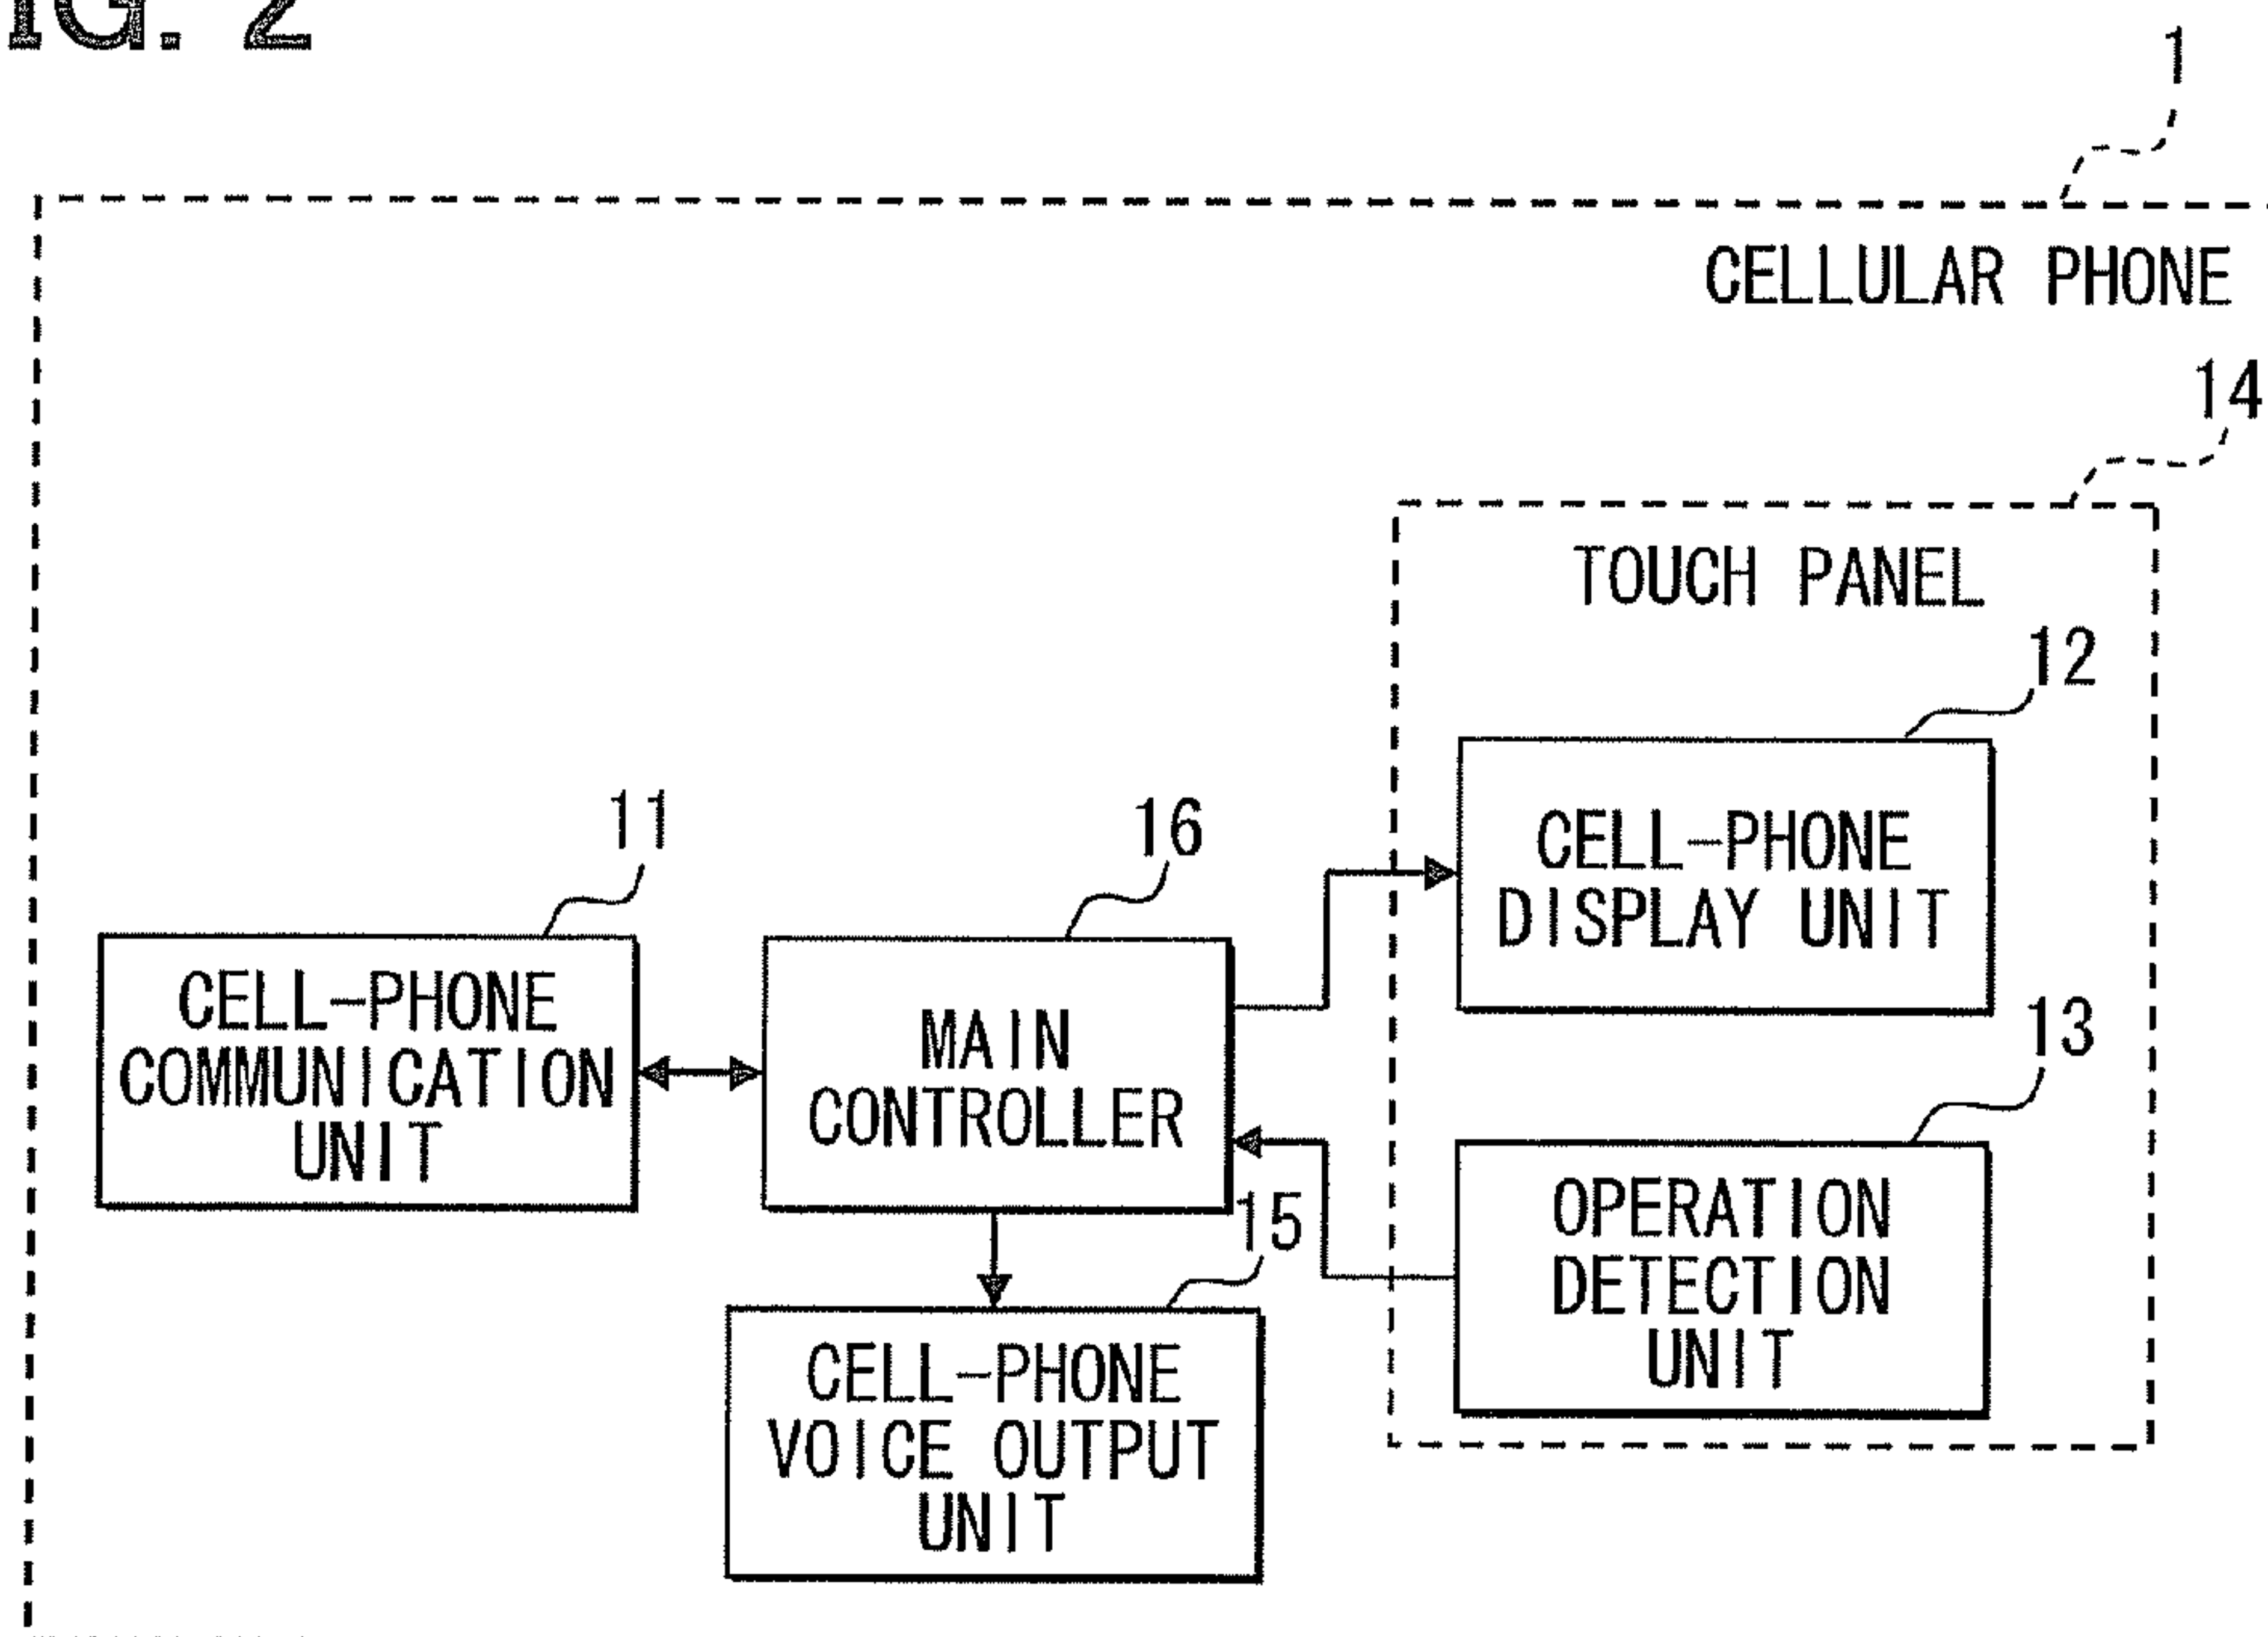 IG. 2
1
CELLULAR PHONE
14
TOUCH PANEL
12
CELL-PHONE
DISPLAY UNIT
11
CELL-PHONE
COMMUNICATION
UNIT
16
MAIN
CONTROLLER
13
OPERATION
DETECTION
UNIT
15
CELL-PHONE
VOICE OUTPUT
UNIT